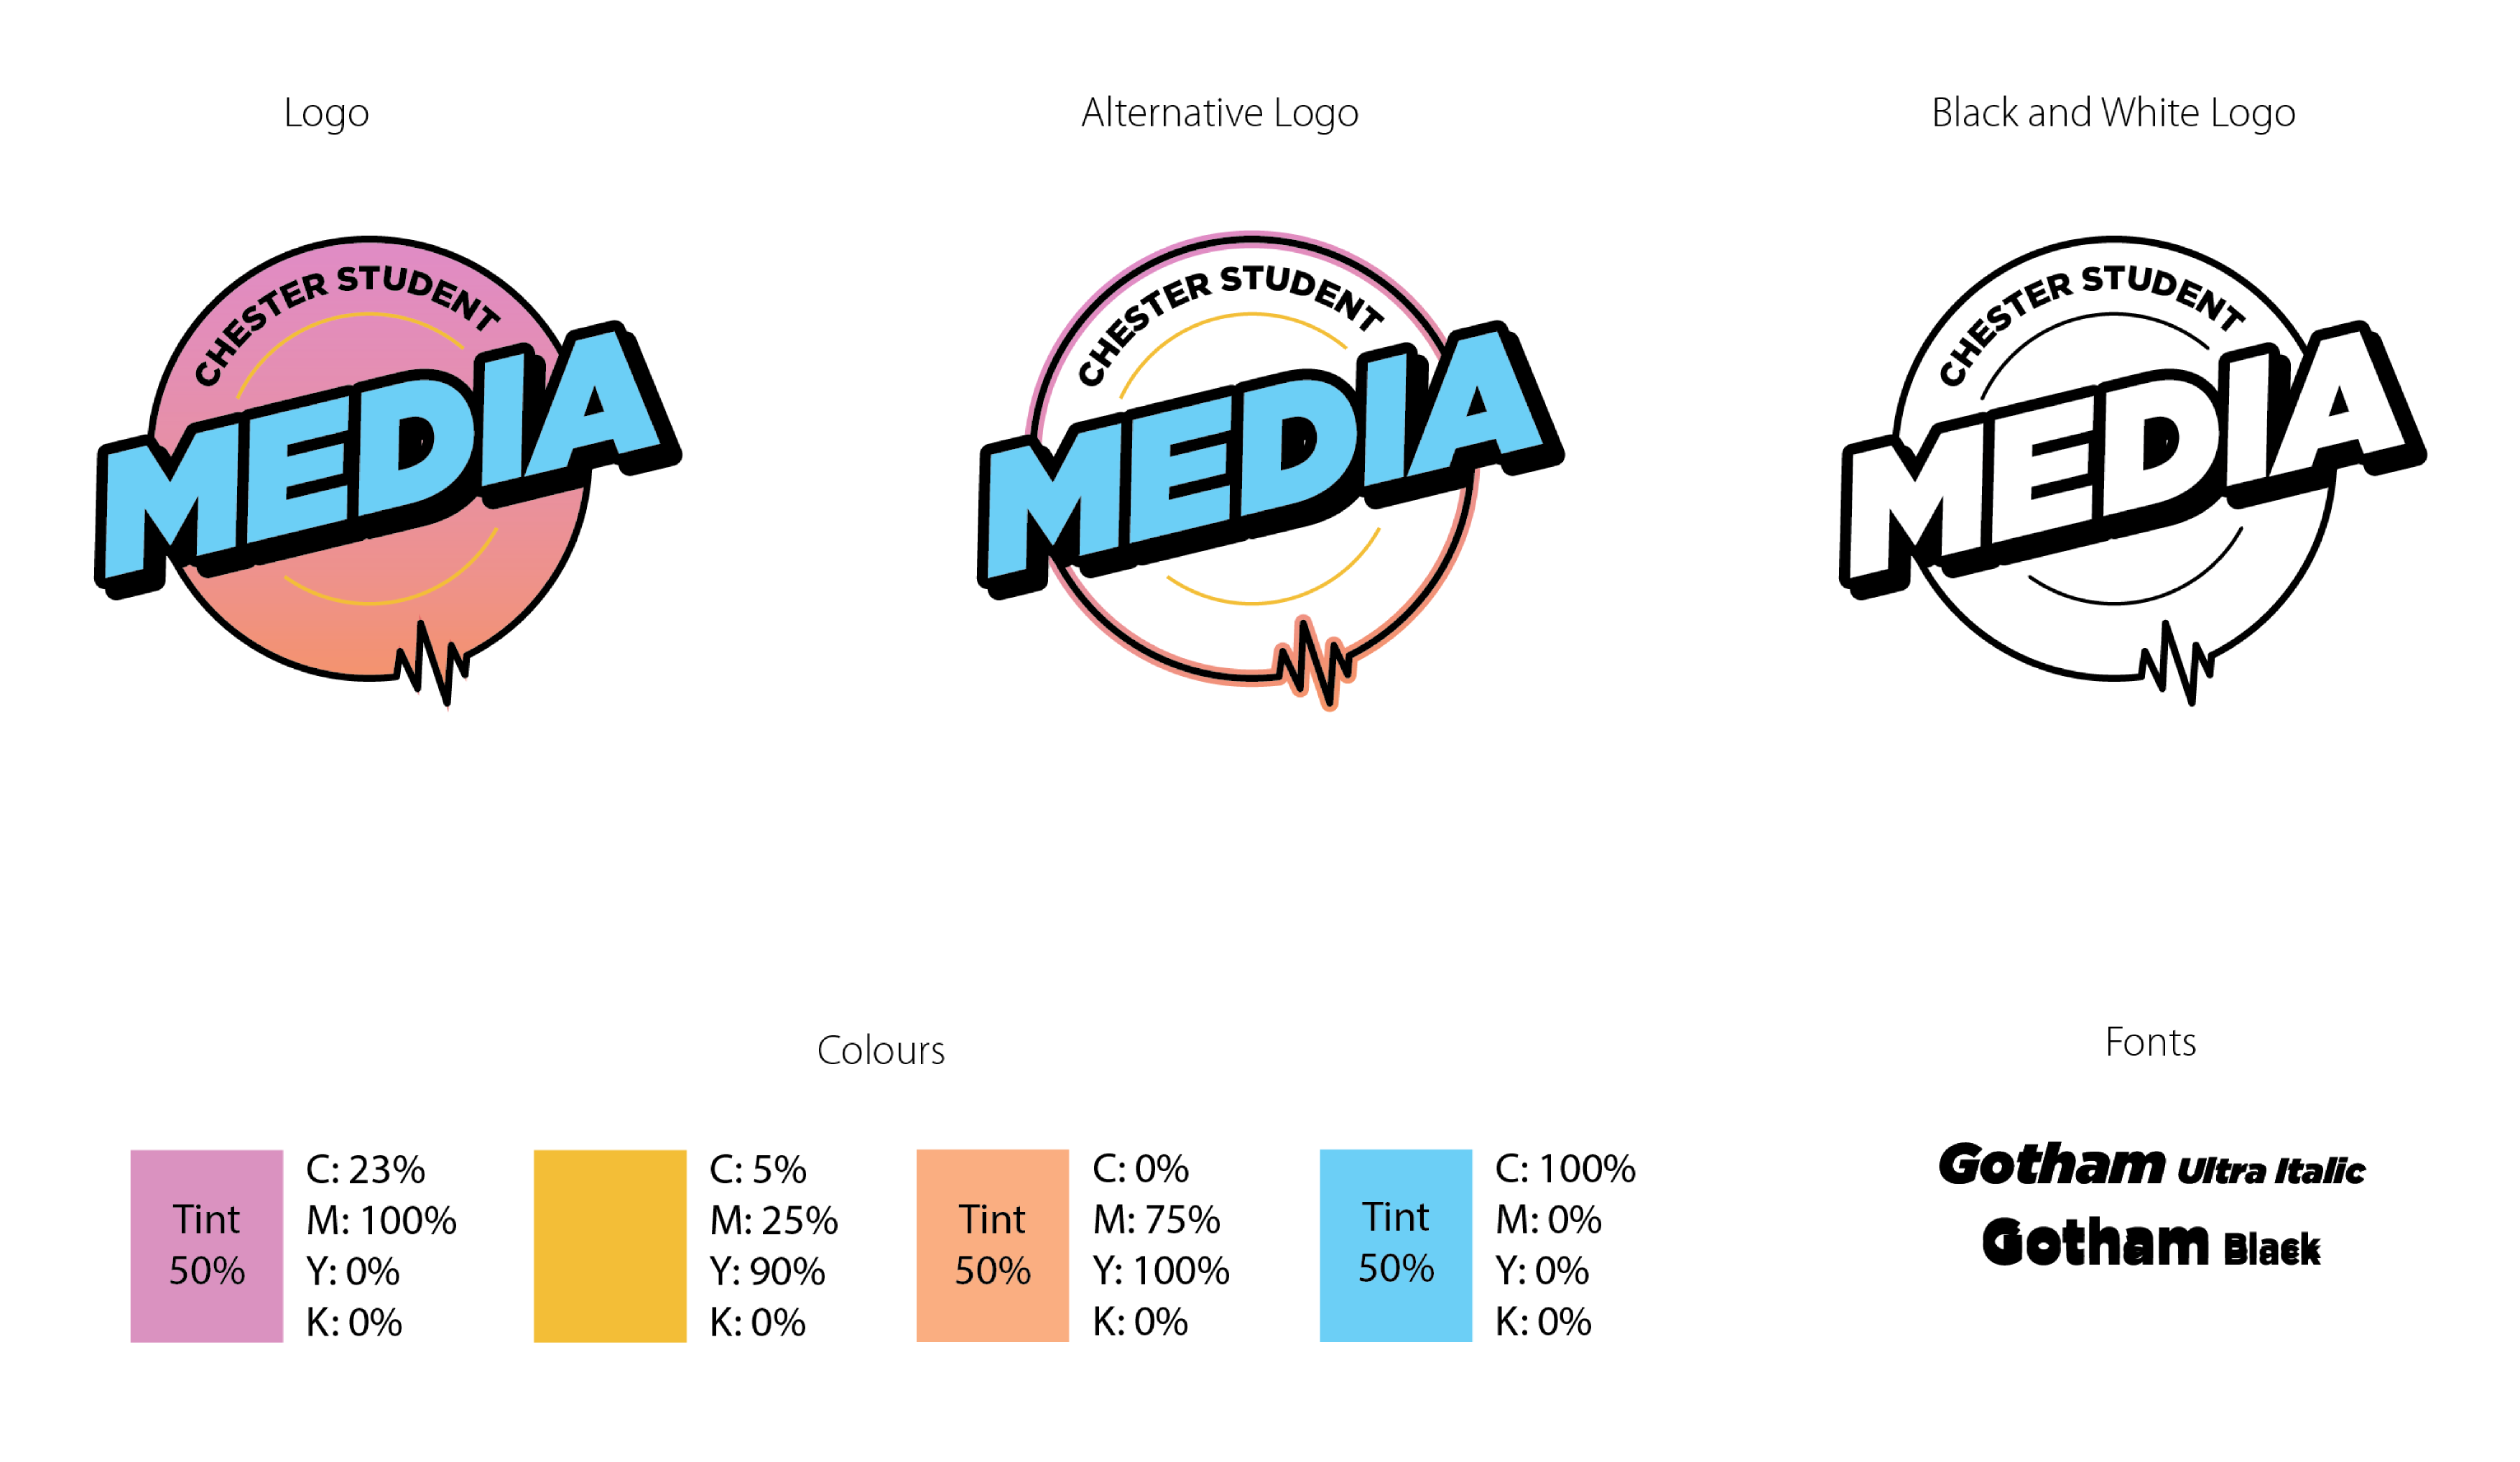 Logo
Alternative Logo
Black and White Logo
CHESTER STUDENT
MEDIA
CHESTER STUDENT
MEDIA
CHESTER STUDENT
MEDIA
Colours
Fonts
Tint
50%
C: 23%
M: 100%
Y: 0%
K: 0%
C: 5%
M: 25%
Y: 90%
K: 0%
Tint
50%
C: 0%
M: 75%
Y: 100%
K: 0%
Tint
50%
C: 100%
M: 0%
Y: 0%
K: 0%
Gotham Ultra Italic
Gotham Black